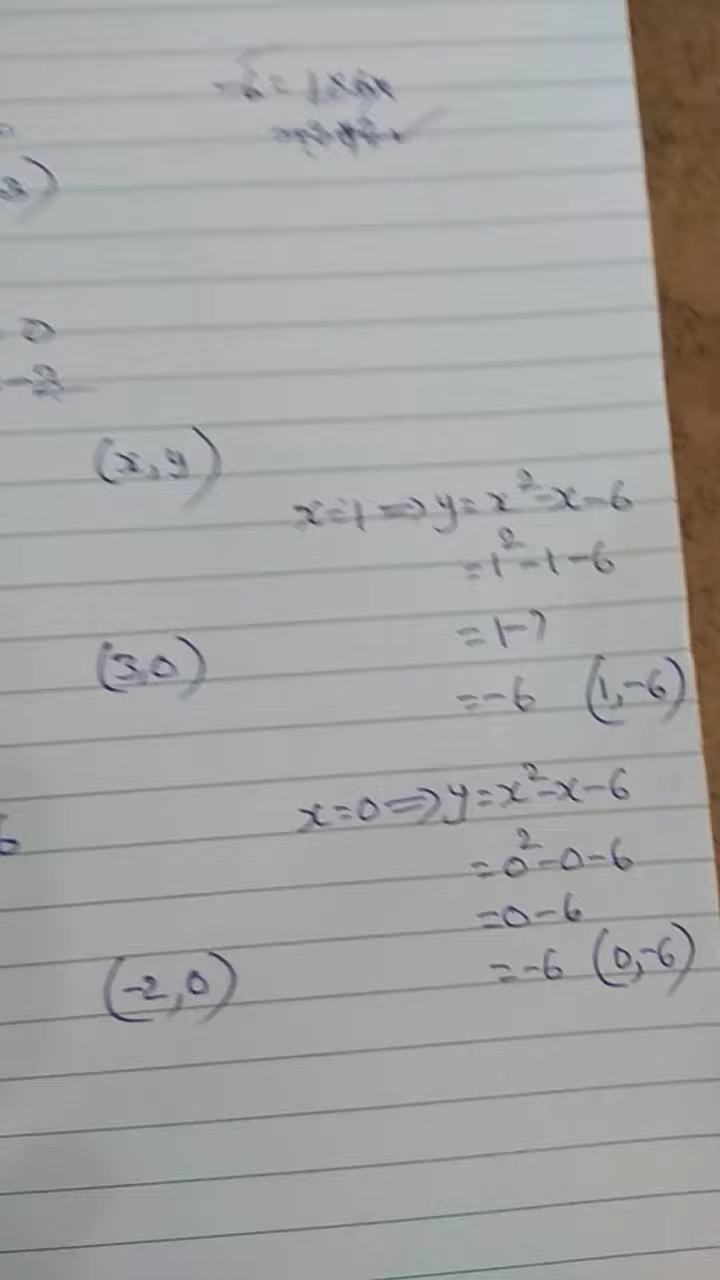 (x,y)
x=1⇒y=x²-x-6
=1²-1-6
=1-7
(3,0)
=-6 (1,-6)
x=0⇒y=x²-x-6
=0²-0-6
=0-6
=-6 (0,-6)
(-2,0)